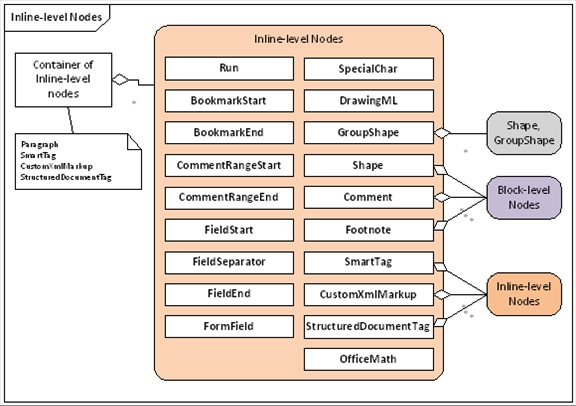 Inline-level Nodes
Container of
Inline-level
nodes
*
Paragraph
SmartTag
CustomXmlMarkup
StructuredDocumentTag
Inline-level Nodes
Run
SpecialChar
BookmarkStart
DrawingML
BookmarkEnd
GroupShape
CommentRangeStart
Shape
CommentRangeEnd
Comment
FieldStart
Footnote
FieldSeparator
SmartTag
FieldEnd
CustomXmlMarkup
FormField
StructuredDocumentTag
OfficeMath
Shape,
GroupShape
*
Block-level
Nodes
*
*
Inline-level
Nodes
*
*